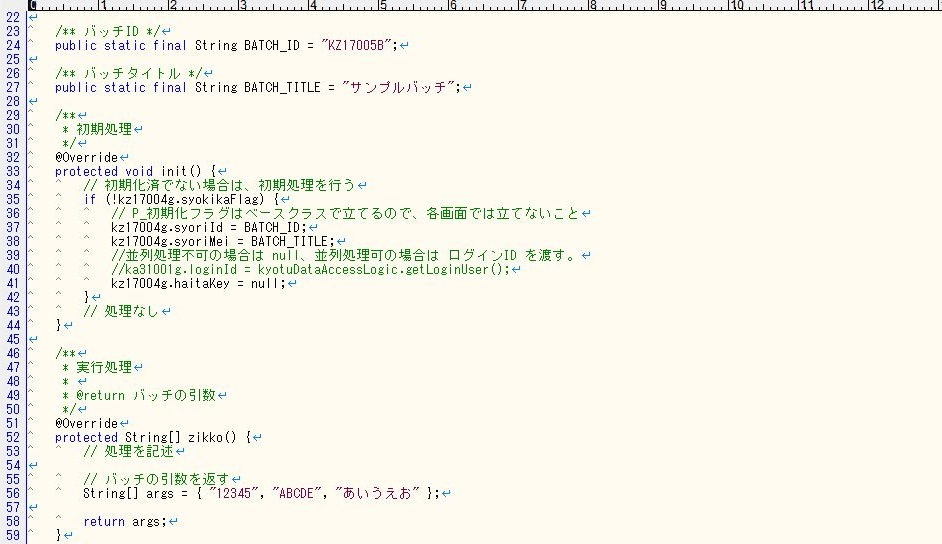 0 1 2 3 4 5 6 7 8 9 10 11 12
22
23 /** バッチID */
24 public static final String BATCH_ID = "KZ17005B";
25
26 /** バッチタイトル */
27 public static final String BATCH_TITLE = "サンプルバッチ";
28
29 /**
30 * 初期処理
31 */
32 @Override
33 protected void init() {
34 // 初期化済でない場合は、初期処理を行う
35 if (!kz17004g.syokikaFlag) {
36 // P_初期化フラグはベースクラスで立てるので、各画面では立てないこと
37 kz17004g.syoriId = BATCH_ID;
38 kz17004g.syoriMei = BATCH_TITLE;
39 //並列処理不可の場合は null、並列処理可の場合は ログインID を渡す。
40 //ka31001g.loginId = kyotuDataAccessLogic.getLoginUser();
41 kz17004g.haitaKey = null;
42 }
43 // 処理なし
44 }
45
46 /**
47 * 実行処理
48 *
49 * @return バッチの引数
50 */
51 @Override
52 protected String[] zikko() {
53 // 処理を記述
54
55 // バッチの引数を返す
56 String[] args = { "12345", "ABCDE", "あいうえお" };
57
58 return args;
59 }